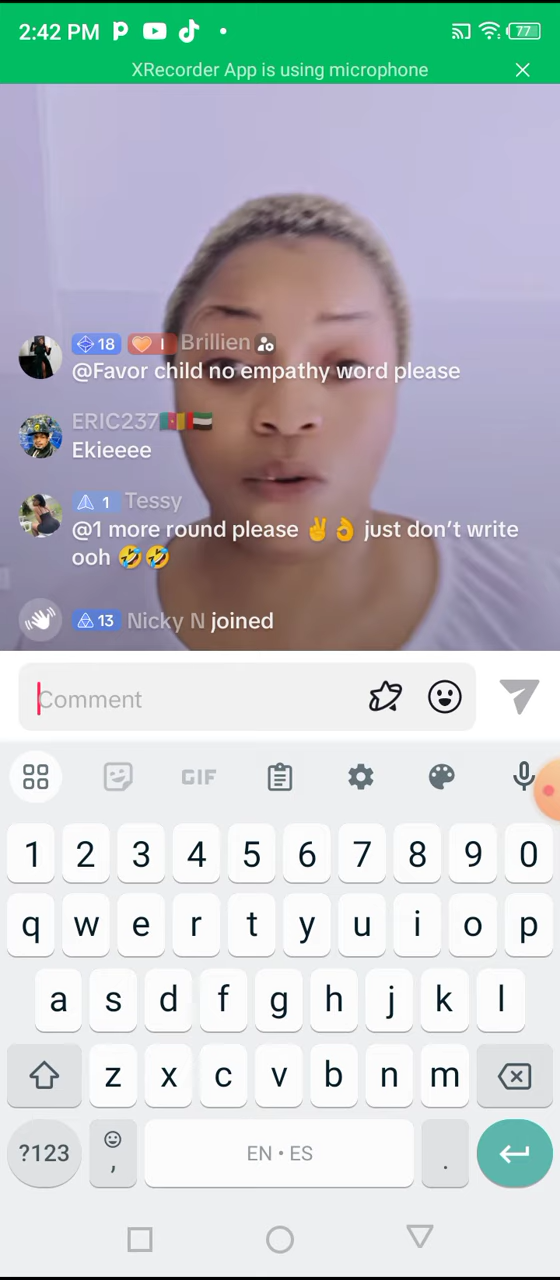 2:42 PM
77
XRecorder App is using microphone
18 1 Brillien
@Favor child no empathy word please
ERIC237🇨🇲🇦🇪
Ekieeee
1 Tessy
@1 more round please ✌️👌 just don't write
ooh 🤣🤣
13 Nicky N joined
Comment
GIF
1 2 3 4 5 6 7 8 9 0
q w e r t y u i o p
a s d f g h j k l
z x c v b n m
?123 , EN • ES .